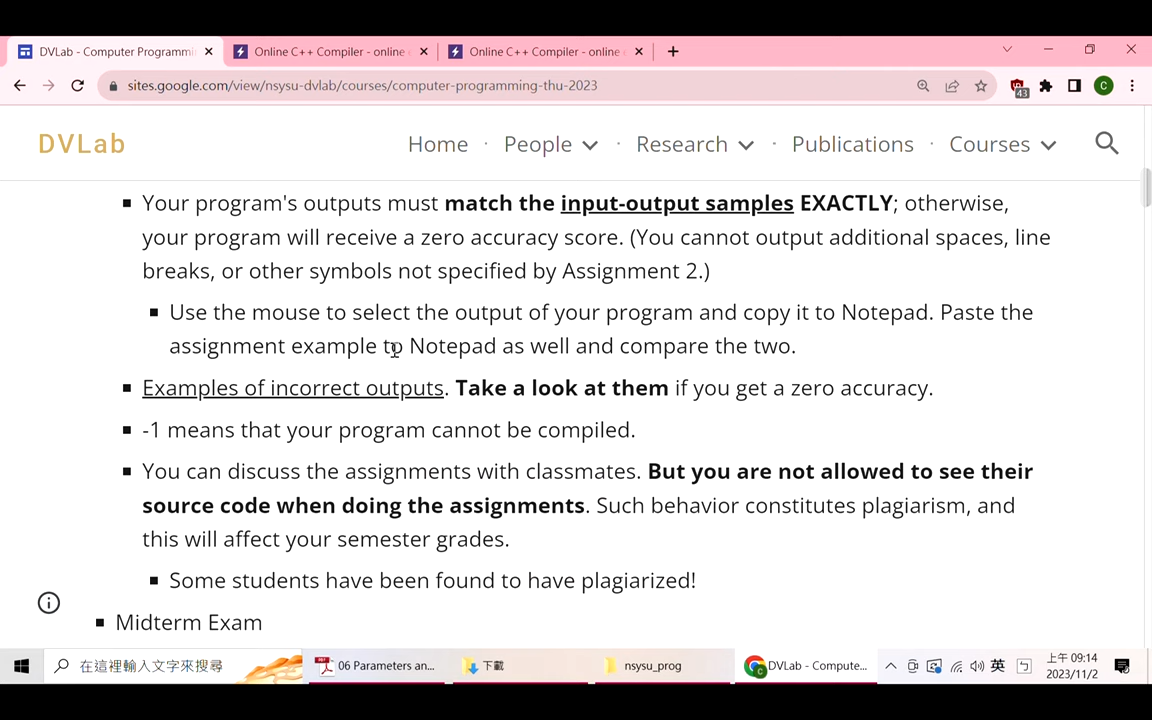 DVLab - Computer Programmi
Online C++ Compiler - online
Online C++ Compiler - online
sites.google.com/view/nsysu-dvlab/courses/computer-programming-thu-2023
43
C
DVLab
Home · People · Research · Publications · Courses
▪ Your program's outputs must match the input-output samples EXACTLY; otherwise,
your program will receive a zero accuracy score. (You cannot output additional spaces, line
breaks, or other symbols not specified by Assignment 2.)
▪ Use the mouse to select the output of your program and copy it to Notepad. Paste the
assignment example to Notepad as well and compare the two.
▪ Examples of incorrect outputs. Take a look at them if you get a zero accuracy.
▪ -1 means that your program cannot be compiled.
▪ You can discuss the assignments with classmates. But you are not allowed to see their
source code when doing the assignments. Such behavior constitutes plagiarism, and
this will affect your semester grades.
▪ Some students have been found to have plagiarized!
▪ Midterm Exam
在這裡輸入文字來搜尋
06 Parameters an...
下載
nsysu_prog
DVLab - Compute...
英
上午 09:14
2023/11/2